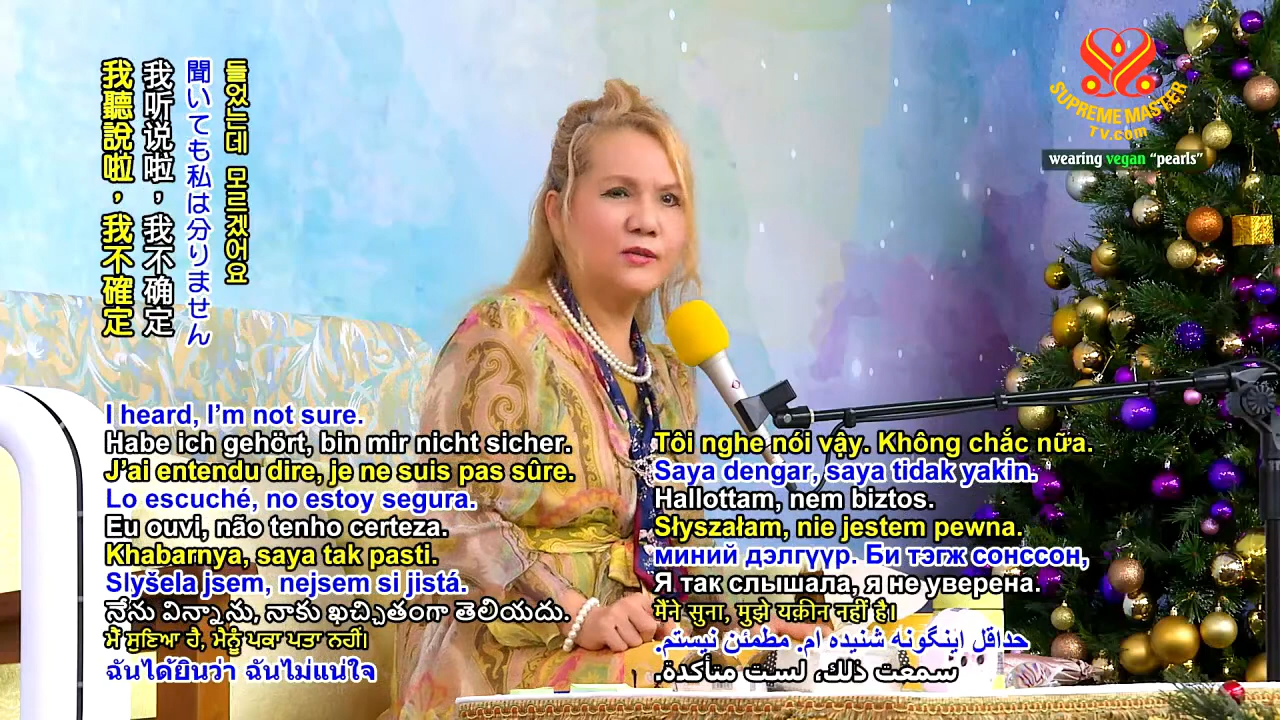 我聽說啦，我不確定
我听说啦，我不确定
聞いても私は分りません
들었는데 모르겠어요
SUPREME MASTER
TV.com
wearing vegan “pearls”
I heard, I’m not sure.
Habe ich gehört, bin mir nicht sicher.
J’ai entendu dire, je ne suis pas sûre.
Lo escuché, no estoy segura.
Eu ouvi, não tenho certeza.
Khabarnya, saya tak pasti.
Slyšela jsem, nejsem si jistá.
నేను విన్నాను, నాకు ఖచ్చితంగా తెలియదు.
ਮੈਂ ਸੁਣਿਆ ਹੈ, ਮੈਨੂੰ ਪਕਾ ਪਤਾ ਨਹੀਂ।
ฉันได้ยินว่า ฉันไม่แน่ใจ
Tôi nghe nói vậy. Không chắc nữa.
Saya dengar, saya tidak yakin.
Hallottam, nem biztos.
Słyszałam, nie jestem pewna.
миний дэлгүүр. Би тэгж сонссон,
Я так слышала, я не уверена.
मैंने सुना, मुझे यक़ीन नहीं है।
حداقل اینگونه شنیده ام. مطمئن نیستم.
سمعت ذلك، لست متأكدة.